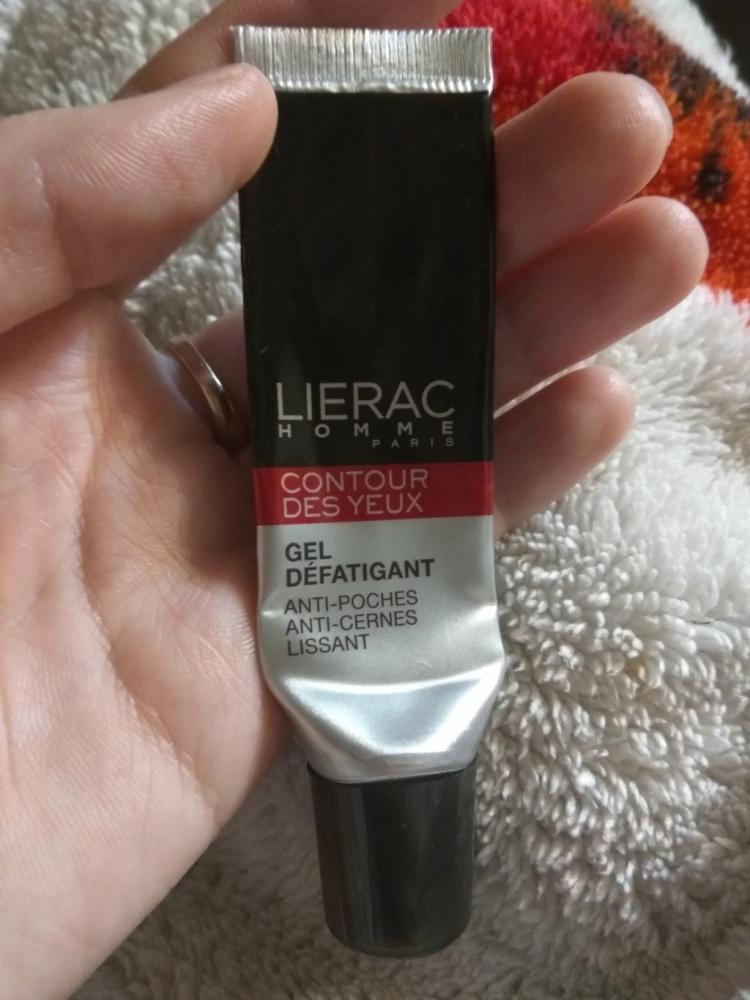 LIERAC
HOMME
PARIS
CONTOUR
DES YEUX
GEL
DÉFATIGANT
ANTI-POCHES
ANTI-CERNES
LISSANT